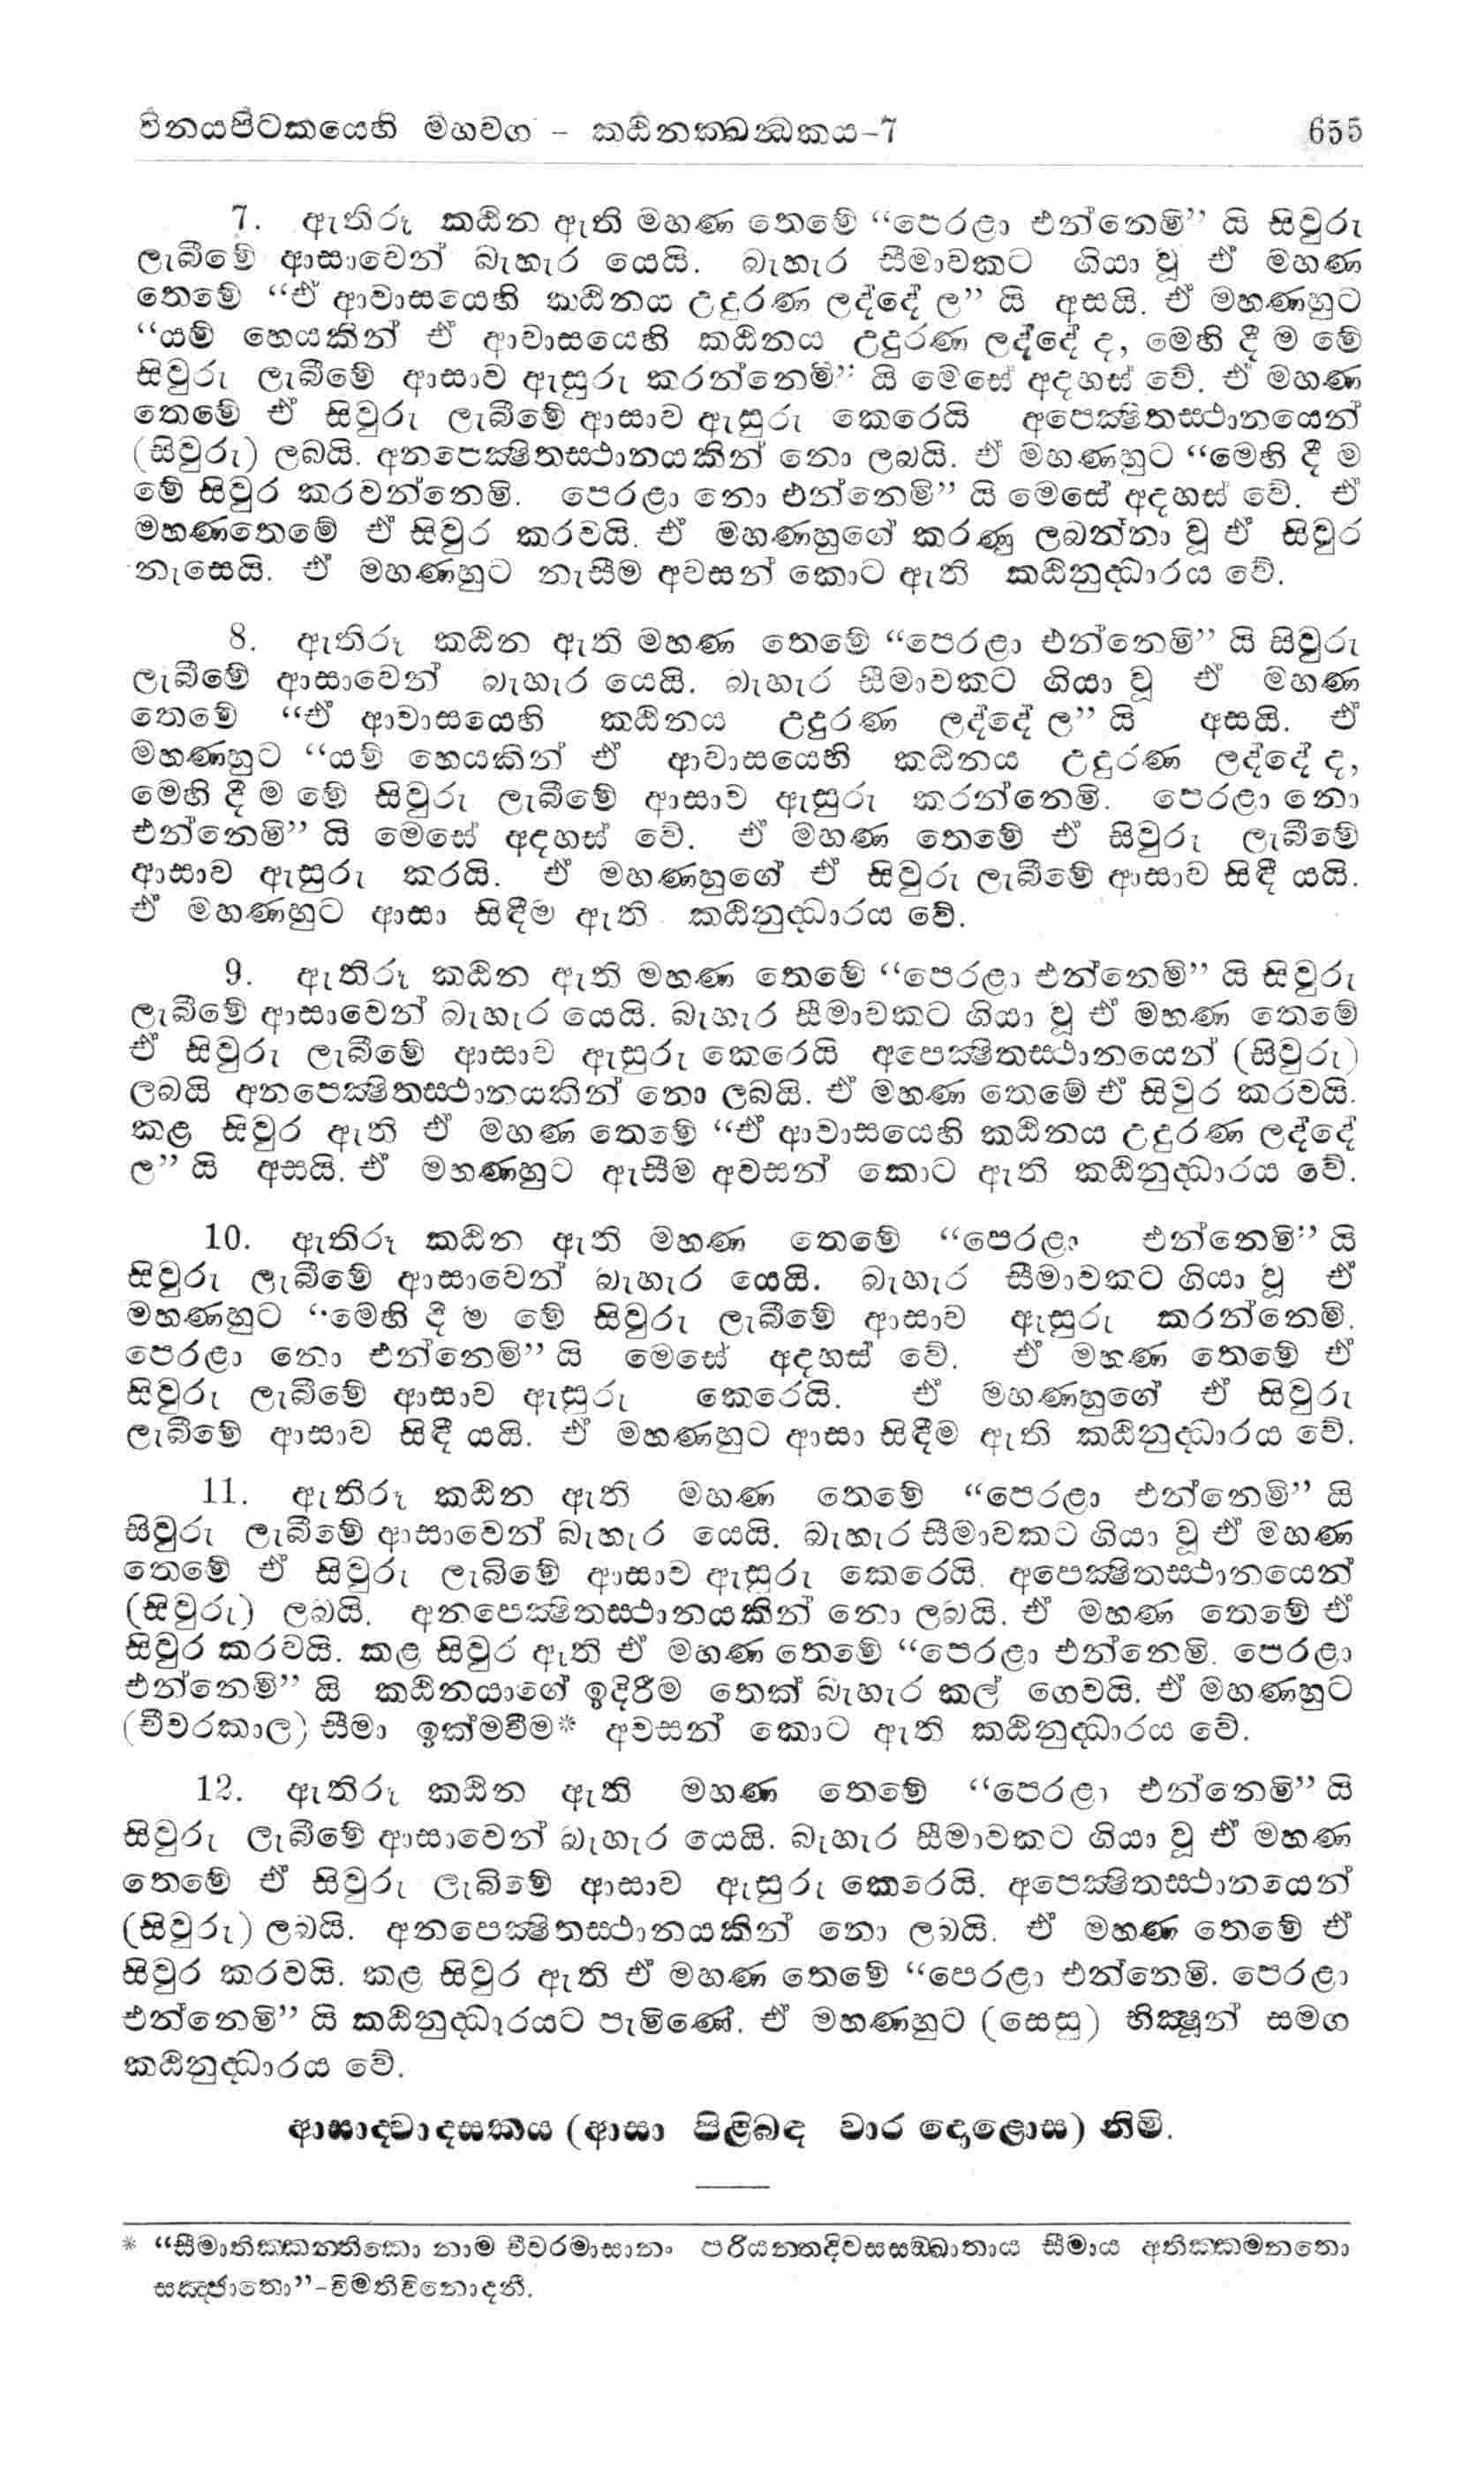 විනයපිටකයෙහි මහවග - කඨිනක්ඛන්ධකය-7 655
7. ඇතිරූ කඨින ඇති මහණ තෙමේ “පෙරළා එන්නෙමි” යි සිවුරු
ලැබීමේ ආසාවෙන් බැහැර යෙයි. බැහැර සීමාවකට ගියා වූ ඒ මහණ
තෙමේ “ඒ ආවාසයෙහි කඨිනය උදුරණ ලද්දේ ල” යි අසයි. ඒ මහණහුට
“යම් හෙයකින් ඒ ආවාසයෙහි කඨිනය උදුරණ ලද්දේ ද, මෙහි දී ම මේ
සිවුරු ලැබීමේ ආසාව ඇසුරු කරන්නෙමි” යි මෙසේ අදහස් වේ. ඒ මහණ
තෙමේ ඒ සිවුරු ලැබීමේ ආසාව ඇසුරු කෙරෙයි අපෙක්‍ෂිතස්ථානයෙන්
(සිවුරු) ලබයි. අනපෙක්‍ෂිතස්ථානයකින් නො ලබයි. ඒ මහණහුට “මෙහි දී ම
මේ සිවුර කරවන්නෙමි. පෙරළා නො එන්නෙමි” යි මෙසේ අදහස් වේ. ඒ
මහණතෙමේ ඒ සිවුර කරවයි. ඒ මහණහුගේ කරණු ලබන්නා වූ ඒ සිවුර
නැසෙයි. ඒ මහණහුට නැසීම අවසන් කොට ඇති කඨිනුද්ධාරය වේ.
8. ඇතිරූ කඨින ඇති මහණ තෙමේ “පෙරළා එන්නෙමි” යි සිවුරු
ලැබීමේ ආසාවෙන් බැහැර යෙයි. බැහැර සීමාවකට ගියා වූ ඒ මහණ
තෙමේ “ඒ ආවාසයෙහි කඨිනය උදුරණ ලද්දේ ල” යි අසයි. ඒ
මහණහුට “යම් හෙයකින් ඒ ආවාසයෙහි කඨිනය උදුරණ ලද්දේ ද,
මෙහි දී ම මේ සිවුරු ලැබීමේ ආසාව ඇසුරු කරන්නෙමි. පෙරළා නො
එන්නෙමි” යි මෙසේ අදහස් වේ. ඒ මහණ තෙමේ ඒ සිවුරු ලැබීමේ
ආසාව ඇසුරු කරයි. ඒ මහණහුගේ ඒ සිවුරු ලැබීමේ ආසාව සිඳී යයි.
ඒ මහණහුට ආසා සිඳීම ඇති කඨිනුද්ධාරය වේ.
9. ඇතිරූ කඨින ඇති මහණ තෙමේ “පෙරළා එන්නෙමි” යි සිවුරු
ලැබීමේ ආසාවෙන් බැහැර යෙයි. බැහැර සීමාවකට ගියා වූ ඒ මහණ තෙමේ
ඒ සිවුරු ලැබීමේ ආසාව ඇසුරු කෙරෙයි අපෙක්‍ෂිතස්ථානයෙන් (සිවුරු)
ලබයි අනපෙක්‍ෂිතස්ථානයකින් නො ලබයි. ඒ මහණ තෙමේ ඒ සිවුර කරවයි.
කළ සිවුර ඇති ඒ මහණ තෙමේ “ඒ ආවාසයෙහි කඨිනය උදුරණ ලද්දේ
ල” යි අසයි. ඒ මහණහුට ඇසීම අවසන් කොට ඇති කඨිනුද්ධාරය වේ.
10. ඇතිරූ කඨින ඇති මහණ තෙමේ “පෙරළා එන්නෙමි” යි
සිවුරු ලැබීමේ ආසාවෙන් බැහැර යෙයි. බැහැර සීමාවකට ගියා වූ ඒ
මහණහුට “මෙහි දී ම මේ සිවුරු ලැබීමේ ආසාව ඇසුරු කරන්නෙමි.
පෙරළා නො එන්නෙමි” යි මෙසේ අදහස් වේ. ඒ මහණ තෙමේ ඒ
සිවුරු ලැබීමේ ආසාව ඇසුරු කෙරෙයි. ඒ මහණහුගේ ඒ සිවුරු
ලැබීමේ ආසාව සිඳී යයි. ඒ මහණහුට ආසා සිඳීම ඇති කඨිනුද්ධාරය වේ.
11. ඇතිරූ කඨින ඇති මහණ තෙමේ “පෙරළා එන්නෙමි” යි
සිවුරු ලැබීමේ ආසාවෙන් බැහැර යෙයි. බැහැර සීමාවකට ගියා වූ ඒ මහණ
තෙමේ ඒ සිවුරු ලැබිමේ ආසාව ඇසුරු කෙරෙයි. අපෙක්‍ෂිතස්ථානයෙන්
(සිවුරු) ලබයි. අනපෙක්‍ෂිතස්ථානයකින් නො ලබයි. ඒ මහණ තෙමේ ඒ
සිවුර කරවයි. කළ සිවුර ඇති ඒ මහණ තෙමේ “පෙරළා එන්නෙමි. පෙරළා
එන්නෙමි” යි කඨිනයාගේ ඉදිරීම තෙක් බැහැර කල් ගෙවයි. ඒ මහණහුට
(චීවරකාල) සීමා ඉක්මවීම* අවසන් කොට ඇති කඨිනුද්ධාරය වේ.
12. ඇතිරූ කඨින ඇති මහණ තෙමේ “පෙරළා එන්නෙමි” යි
සිවුරු ලැබීමේ ආසාවෙන් බැහැර යෙයි. බැහැර සීමාවකට ගියා වූ ඒ මහණ
තෙමේ ඒ සිවුරු ලැබිමේ ආසාව ඇසුරු කෙරෙයි. අපෙක්‍ෂිතස්ථානයෙන්
(සිවුරු) ලබයි. අනපෙක්‍ෂිතස්ථානයකින් නො ලබයි. ඒ මහණ තෙමේ ඒ
සිවුර කරවයි. කළ සිවුර ඇති ඒ මහණ තෙමේ “පෙරළා එන්නෙමි. පෙරළා
එන්නෙමි” යි කඨිනුද්ධාරයට පැමිණේ. ඒ මහණහුට (සෙසු) භික්‍ෂූන් සමග
කඨිනුද්ධාරය වේ.
ආසාද්වාදසකය (ආසා පිළිබඳ වාර දොළොස) නිමි.
* “සීමාතික්කන්තිකො නාම චීවරමාසානං පරියන්තදිවසසඞ්ඛාතාය සීමාය අතික්කමනතො
සඤ්ජාතො”-විමතිවිනොදනී.